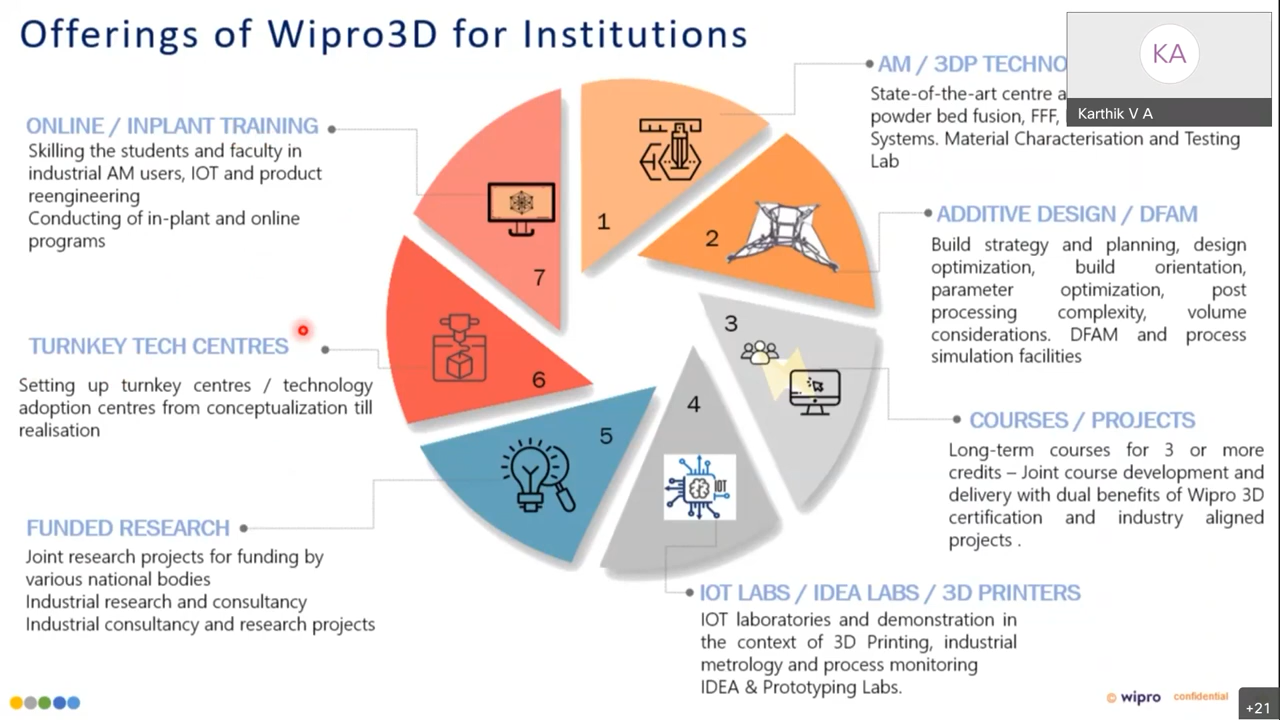 Offerings of Wipro3D for Institutions
KA
Karthik V A
AM / 3DP TECHNO
State-of-the-art centre a
powder bed fusion, FFF,
Systems. Material Characterisation and Testing
Lab
1
ADDITIVE DESIGN / DFAM
Build strategy and planning, design
optimization, build orientation,
parameter optimization, post
processing complexity, volume
considerations. DFAM and process
simulation facilities
2
COURSES / PROJECTS
Long-term courses for 3 or more
credits – Joint course development and
delivery with dual benefits of Wipro 3D
certification and industry aligned
projects .
3
IOT LABS / IDEA LABS / 3D PRINTERS
IOT laboratories and demonstration in
the context of 3D Printing, industrial
metrology and process monitoring
IDEA & Prototyping Labs.
4
IOT
FUNDED RESEARCH
Joint research projects for funding by
various national bodies
Industrial research and consultancy
Industrial consultancy and research projects
5
TURNKEY TECH CENTRES
Setting up turnkey centres / technology
adoption centres from conceptualization till
realisation
6
ONLINE / INPLANT TRAINING
Skilling the students and faculty in
industrial AM users, IOT and product
reengineering
Conducting of in-plant and online
programs
7
© wipro confidential
+21